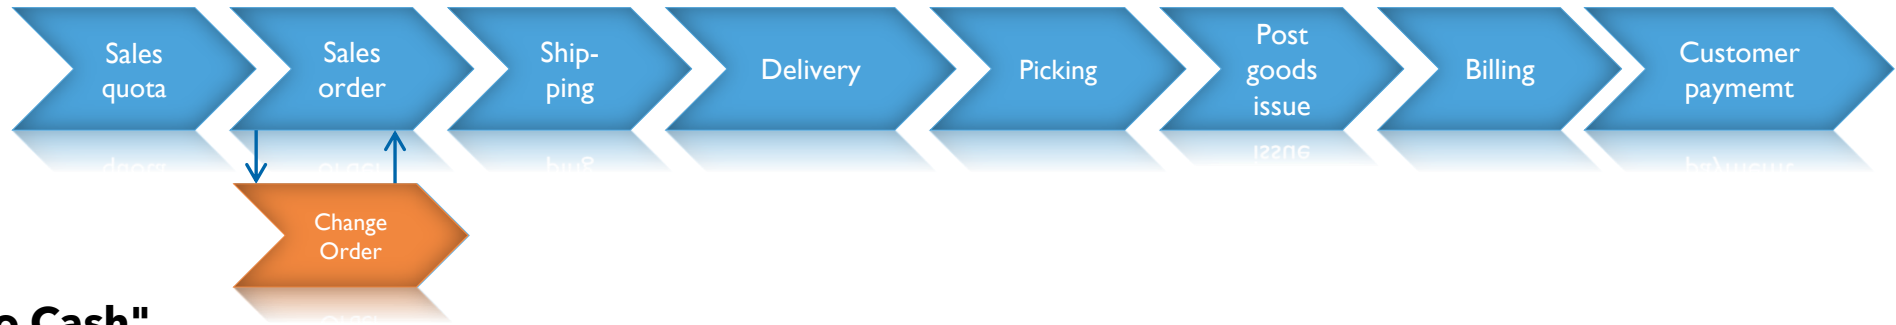 Sales
quota
Sales
order
Ship-
ping
Delivery
Picking
Post
goods
issue
Billing
Customer
paymemt
Change
Order
o Cash"